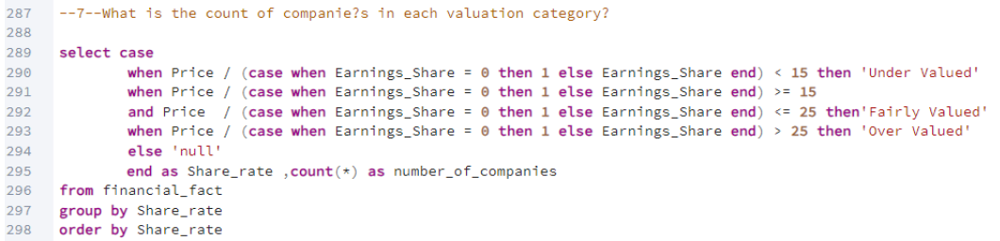 287 --7--What is the count of companie?s in each valuation category?
288
289 select case
290 when Price / (case when Earnings_Share = 0 then 1 else Earnings_Share end) < 15 then 'Under Valued'
291 when Price / (case when Earnings_Share = 0 then 1 else Earnings_Share end) >= 15
292 and Price  / (case when Earnings_Share = 0 then 1 else Earnings_Share end) <= 25 then'Fairly Valued'
293 when Price / (case when Earnings_Share = 0 then 1 else Earnings_Share end) > 25 then 'Over Valued'
294 else 'null'
295 end as Share_rate ,count(*) as number_of_companies
296 from financial_fact
297 group by Share_rate
298 order by Share_rate